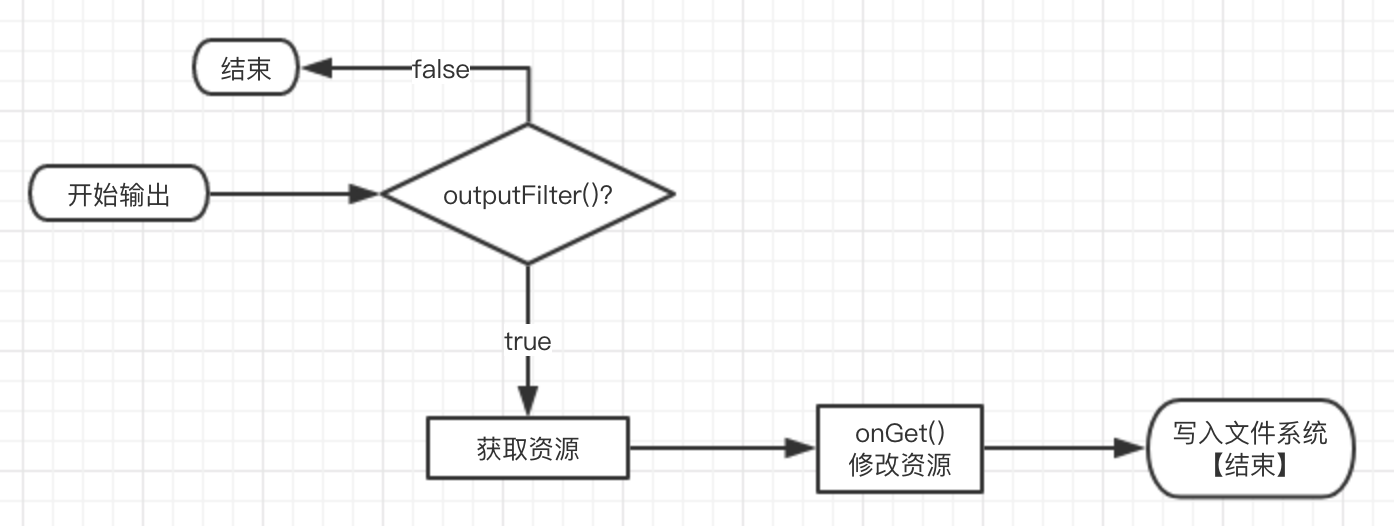 结束
false
开始输出
outputFilter()?
true
获取资源
onGet()
修改资源
写入文件系统
【结束】